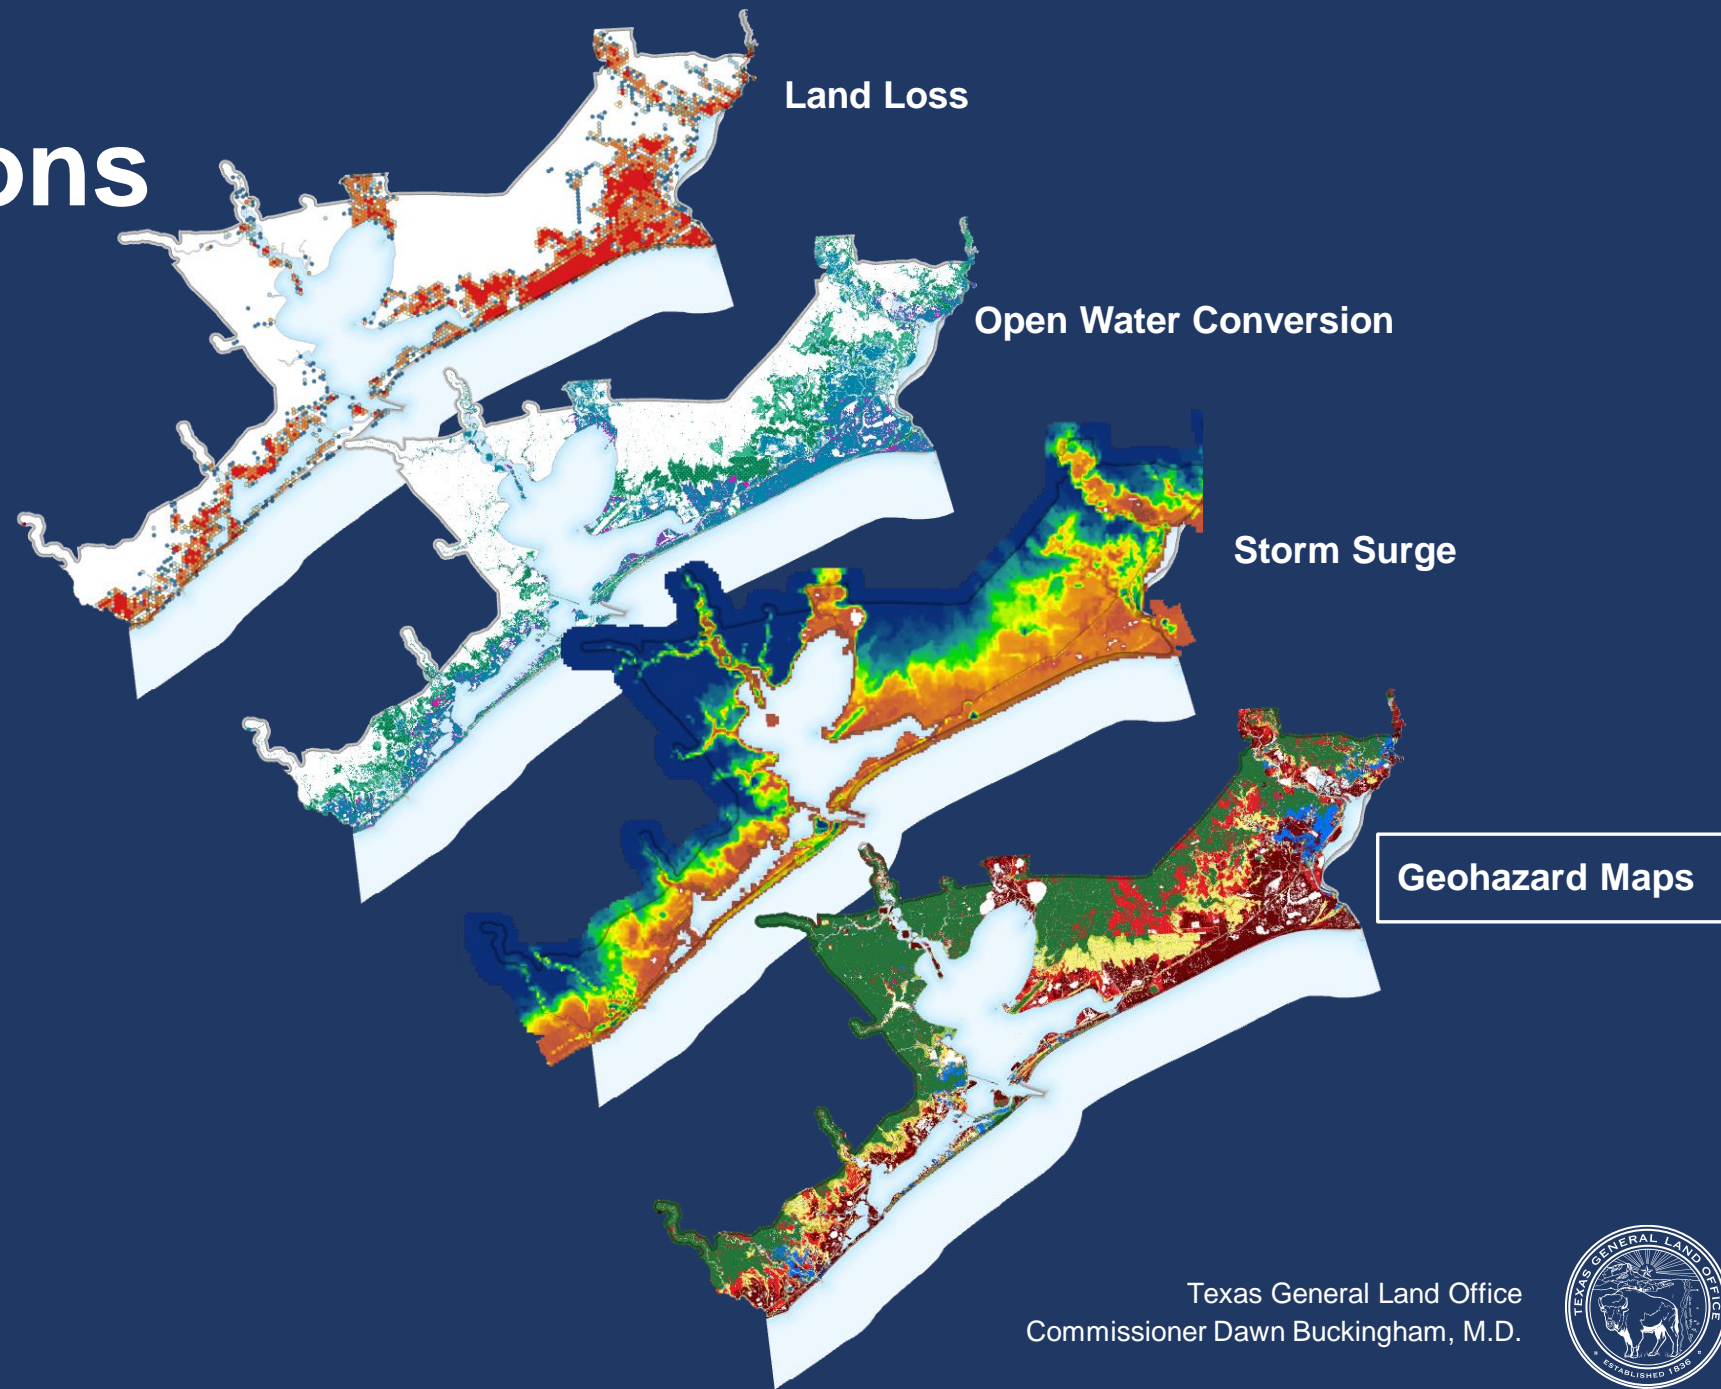 Land Loss
ons
Open Water Conversion
Storm Surge
Geohazard Maps
Texas General Land Office
Commissioner Dawn Buckingham, M.D.
TEXAS GENERAL LAND OFFICE
ESTABLISHED 1836